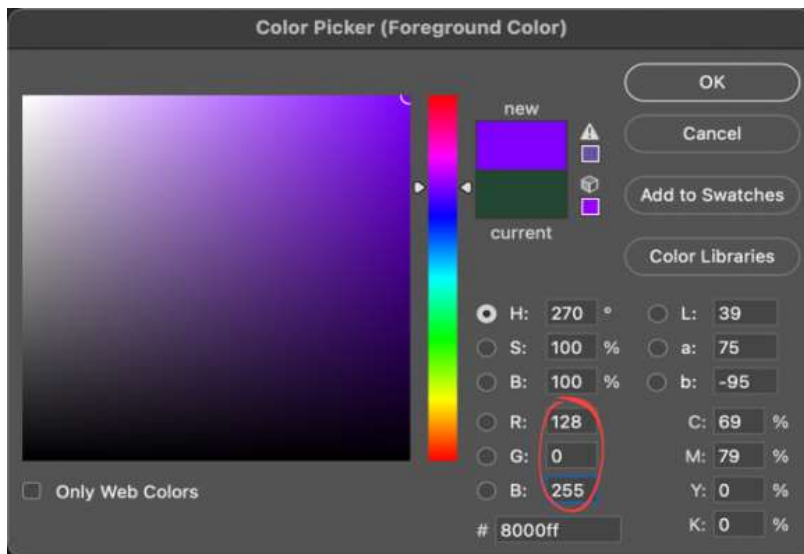 Color Picker (Foreground Color)
new
current
OK
Cancel
Add to Swatches
Color Libraries
H: 270 °
S: 100 %
B: 100 %
R: 128
G: 0
B: 255
# 8000ff
L: 39
a: 75
b: -95
C: 69 %
M: 79 %
Y: 0 %
K: 0 %
Only Web Colors